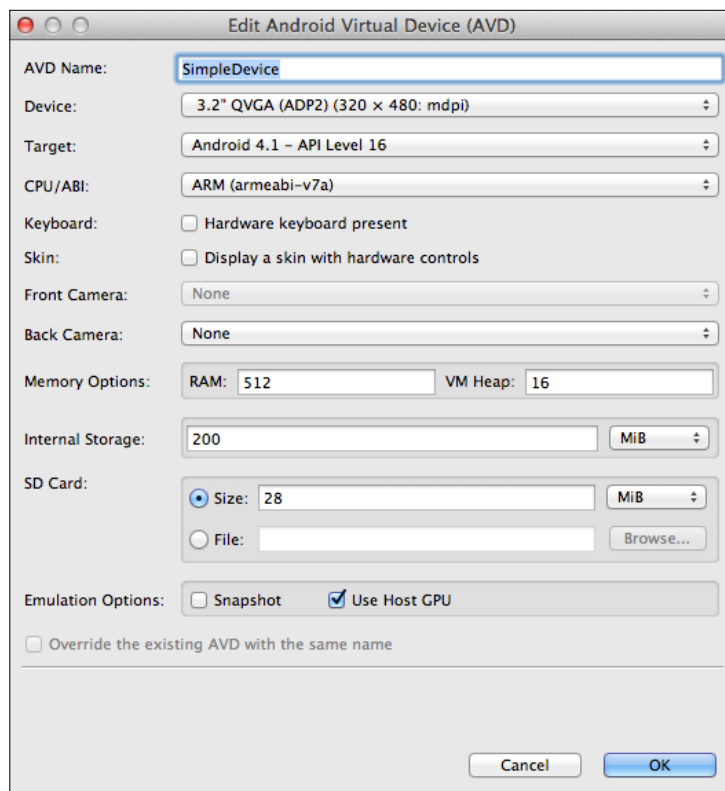 Edit Android Virtual Device (AVD)
AVD Name: SimpleDevice
Device: 3.2" QVGA (ADP2) (320 × 480: mdpi)
Target: Android 4.1 – API Level 16
CPU/ABI: ARM (armeabi-v7a)
Keyboard: Hardware keyboard present
Skin: Display a skin with hardware controls
Front Camera: None
Back Camera: None
Memory Options: RAM: 512 VM Heap: 16
Internal Storage: 200 MiB
SD Card:
Size: 28 MiB
File: Browse...
Emulation Options: Snapshot Use Host GPU
Override the existing AVD with the same name
Cancel OK